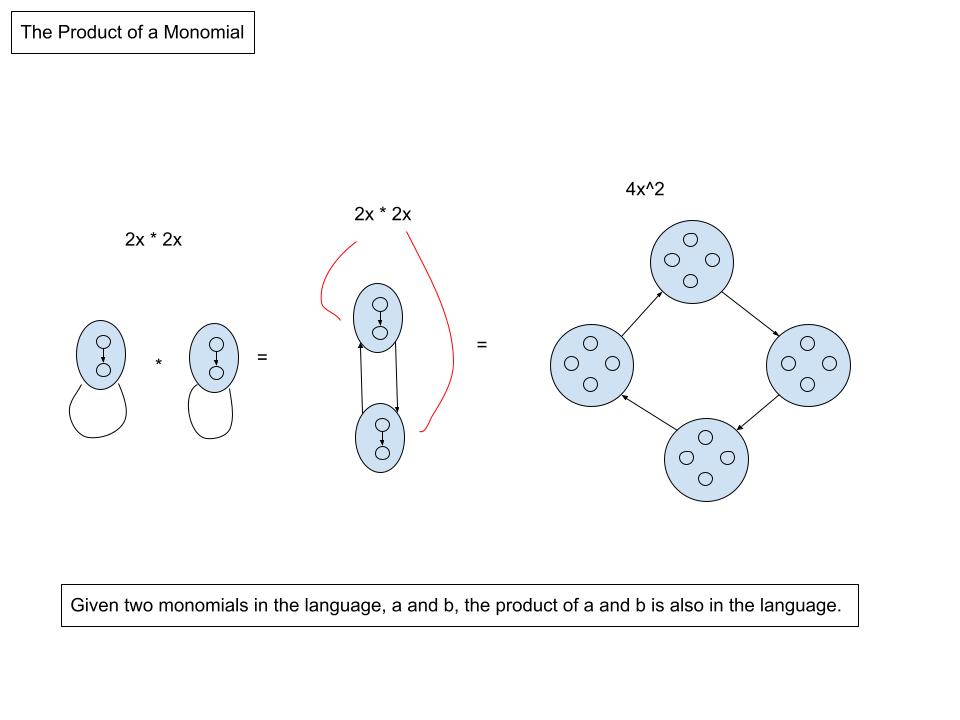 The Product of a Monomial
4x^2
2x * 2x
2x * 2x
*
=
=
Given two monomials in the language, a and b, the product of a and b is also in the language.